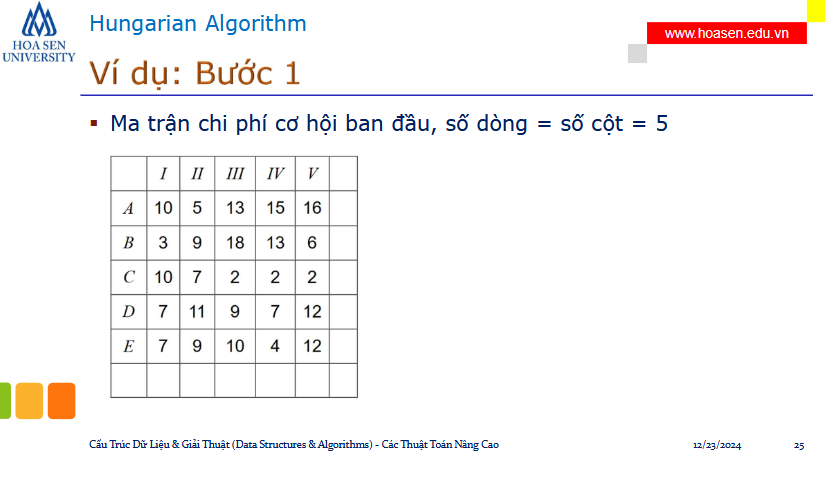 HOA SEN
UNIVERSITY
Hungarian Algorithm
www.hoasen.edu.vn
Ví dụ: Bước 1
▪ Ma trận chi phí cơ hội ban đầu, số dòng = số cột = 5
I II III IV V
A 10 5 13 15 16
B 3 9 18 13 6
C 10 7 2 2 2
D 7 11 9 7 12
E 7 9 10 4 12
Cấu Trúc Dữ Liệu & Giải Thuật (Data Structures & Algorithms) - Các Thuật Toán Nâng Cao 12/23/2024 25